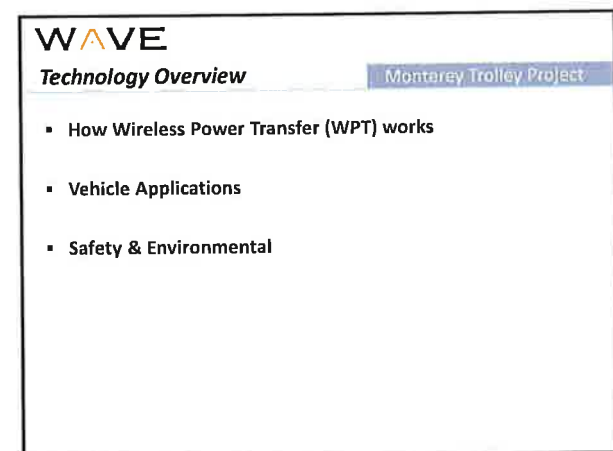 WAVE
Technology Overview
Monterey Trolley Project
▪ How Wireless Power Transfer (WPT) works
▪ Vehicle Applications
▪ Safety & Environmental